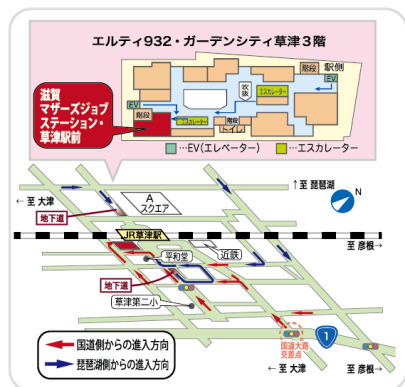 エルティ932・ガーデンシティ草津3階
階段
駅側
EV
吹抜
エスカレーター
滋賀
マザーズジョブ
ステーション・
草津駅前
EV
階段
エスカレーター
階段
トイレ
…EV(エレベーター)
…エスカレーター
← 至 大津
A
スクエア
↑至 琵琶湖
N
地下道
JR草津駅
平和堂
近鉄
至 彦根→
地下道
草津第二小
国道大路
交差点
1
国道側からの進入方向
琵琶湖側からの進入方向
← 至 大津
至 彦根→